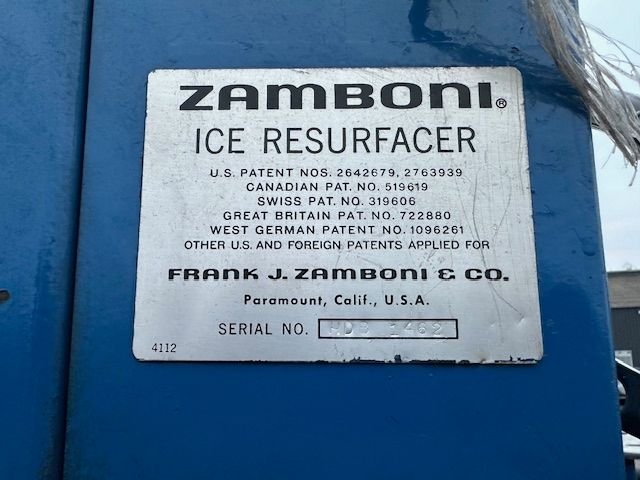 ZAMBONI®
ICE RESURFACER
U.S. PATENT NOS. 2642679, 2763939
CANADIAN PAT. NO. 519619
SWISS PAT. NO. 319606
GREAT BRITAIN PAT. NO. 722880
WEST GERMAN PATENT NO. 1096261
OTHER U.S. AND FOREIGN PATENTS APPLIED FOR
FRANK J. ZAMBONI & CO.
Paramount, Calif., U.S.A.
SERIAL NO. HDB 1462
4112